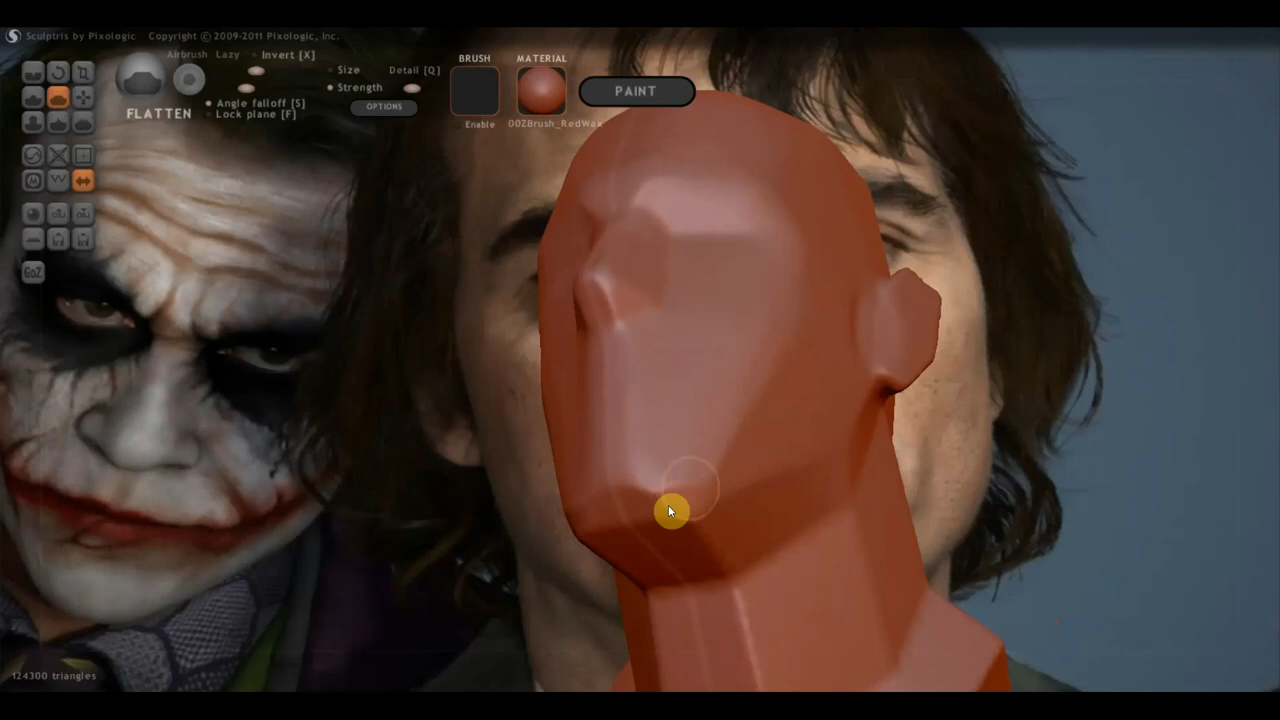 Sculptris by Pixologic Copyright © 2009-2011 Pixologic, Inc.
Airbrush Lazy Invert [X]
Size Detail [Q]
Strength
Angle falloff [S]
Lock plane [F]
OPTIONS
FLATTEN
BRUSH
Enable
MATERIAL
00ZBrush_RedWax
PAINT
GoZ
124300 triangles